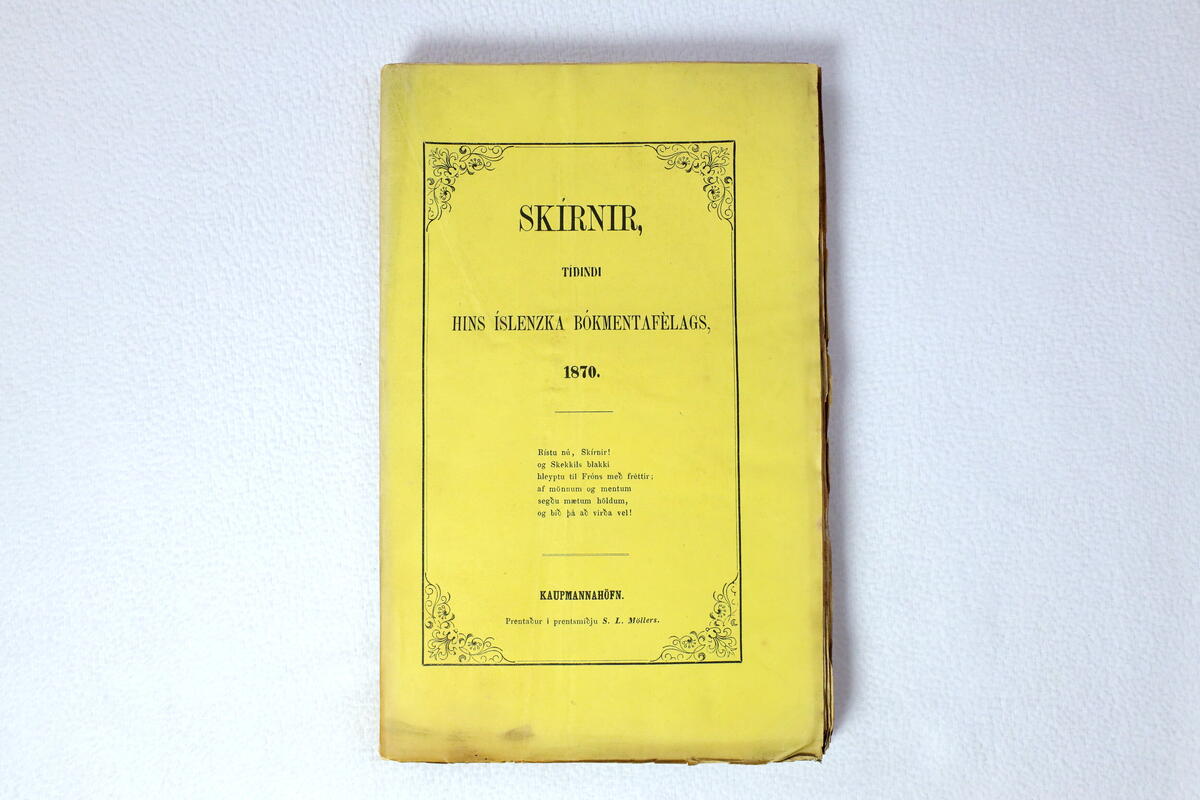 SKÍRNIR,
TÍDINDI
HINS ÍSLENZKA BÓKMENTAFÈLAGS,
1870.
Rístu nú, Skírnir!
og Skekkils blakki
hleyptu til Fróns með fréttir;
af mönnum og mentum
segðu mætum höldum,
og bið þá að virða vel!
KAUPMANNAHÖFN.
Prentaður i prentsmiðju S. L. Möllers.